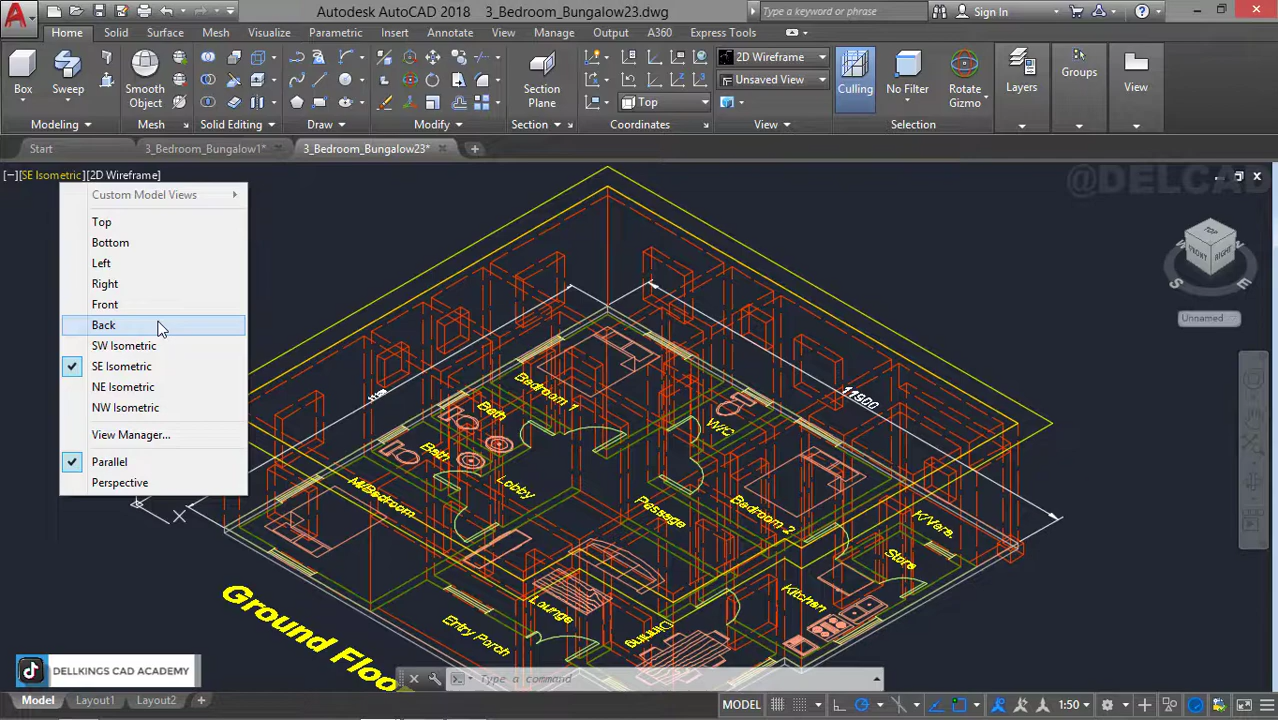 Autodesk AutoCAD 2018 3_Bedroom_Bungalow23.dwg
Type a keyword or phrase
Sign In
Home Solid Surface Mesh Visualize Parametric Insert Annotate View Manage Output A360 Express Tools
2D Wireframe
Unsaved View
Top
Box Sweep Smooth Object Section Plane Culling No Filter Rotate Gizmo Layers Groups View
Modeling Mesh Solid Editing Draw Modify Section Coordinates View Selection
Start 3_Bedroom_Bungalow1* 3_Bedroom_Bungalow23*
[−][SE Isometric][2D Wireframe]
@DELCAD
Custom Model Views
Top
Bottom
Left
Right
Front
Back
SW Isometric
SE Isometric
NE Isometric
NW Isometric
View Manager...
Parallel
Perspective
TOP
FRONT RIGHT
S E
Unnamed
11900
Bedroom 1
Bath
W/C
Bath
Lobby
M/Bedroom
Passage
Bedroom 2
K/Yard.
Store
Kitchen
Lounge
Entry Porch
Dining
Ground Floo
DELLKINGS CAD ACADEMY
Type a command
Model Layout1 Layout2
MODEL
1:50